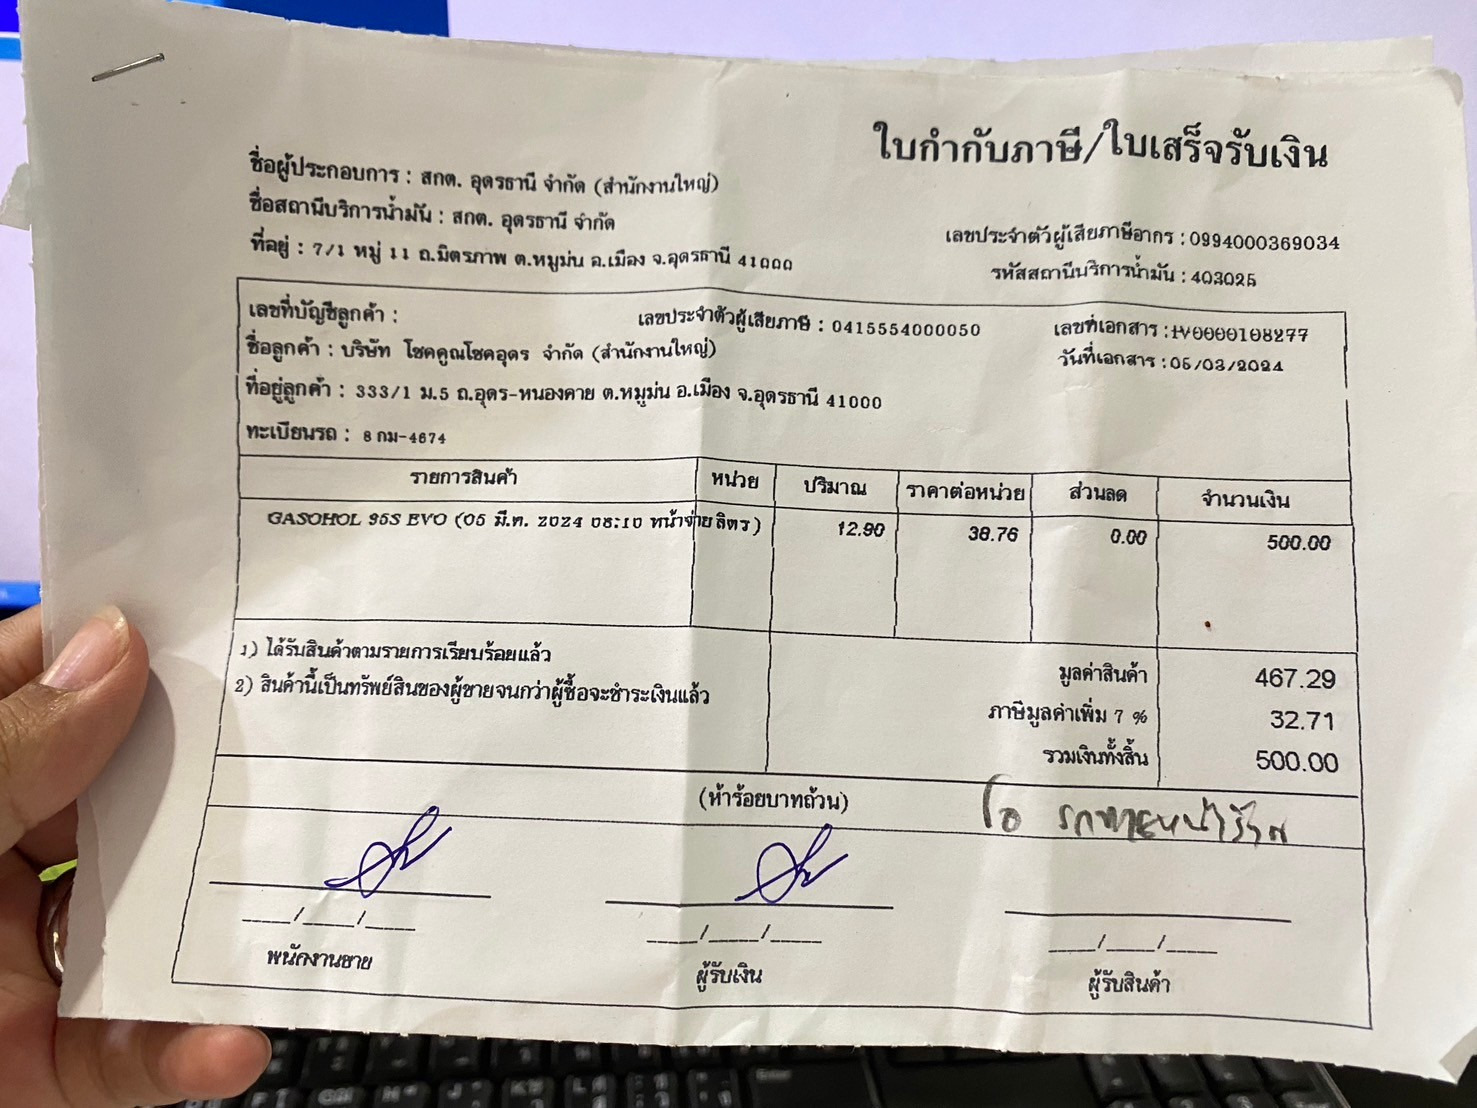 ใบกำกับภาษี/ใบเสร็จรับเงิน
ชื่อผู้ประกอบการ : สกต. อุดรธานี จำกัด (สำนักงานใหญ่)
ชื่อสถานีบริการน้ำมัน : สกต. อุดรธานี จำกัด
ที่อยู่ : 7/1 หมู่ 11 ถ.มิตรภาพ ต.หมูม่น อ.เมือง จ.อุดรธานี 41000
เลขประจำตัวผู้เสียภาษีอากร : 0994000369034
รหัสสถานีบริการน้ำมัน : 403025
เลขที่บัญชีลูกค้า : เลขประจำตัวผู้เสียภาษี : 0415554000050 เลขที่เอกสาร : IV0000108277
ชื่อลูกค้า : บริษัท โชคคูณโชคอุดร จำกัด (สำนักงานใหญ่) วันที่เอกสาร : 05/03/2024
ที่อยู่ลูกค้า : 333/1 ม.5 ถ.อุดร-หนองคาย ต.หมูม่น อ.เมือง จ.อุดรธานี 41000
ทะเบียนรถ : 8 กม-4674
รายการสินค้า หน่วย ปริมาณ ราคาต่อหน่วย ส่วนลด จำนวนเงิน
GASOHOL 95S EVO (05 มี.ค. 2024 08:10 หน้าจ่าย ลิตร ) 12.90 38.76 0.00 500.00
1) ได้รับสินค้าตามรายการเรียบร้อยแล้ว
2) สินค้านี้เป็นทรัพย์สินของผู้ขายจนกว่าผู้ซื้อจะชำระเงินแล้ว
มูลค่าสินค้า 467.29
ภาษีมูลค่าเพิ่ม 7 % 32.71
รวมเงินทั้งสิ้น 500.00
(ห้าร้อยบาทถ้วน)
___/___/___ ___/___/___ ___/___/___
พนักงานขาย ผู้รับเงิน ผู้รับสินค้า